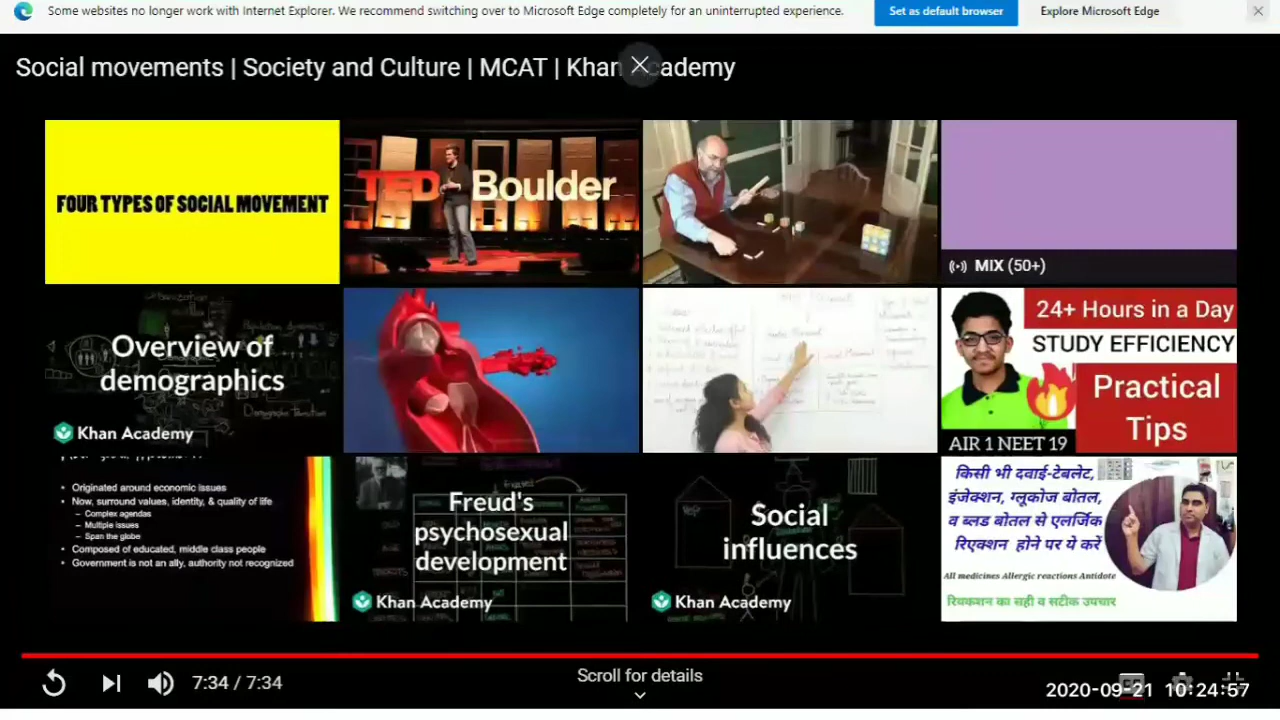 Some websites no longer work with Internet Explorer. We recommend switching over to Microsoft Edge completely for an uninterrupted experience.
Set as default browser
Explore Microsoft Edge
Social movements | Society and Culture | MCAT | Khan Academy
FOUR TYPES OF SOCIAL MOVEMENT
TED Boulder
MIX (50+)
Overview of
demographics
Khan Academy
24+ Hours in a Day
STUDY EFFICIENCY
Practical
Tips
AIR 1 NEET 19
• Originated around economic issues
• Now, surround values, identity, & quality of life
– Complex agendas
– Multiple issues
– Span the globe
• Composed of educated, middle class people
• Government is not an ally, authority not recognized
Freud's
psychosexual
development
Khan Academy
Social
influences
Khan Academy
किसी भी दवाई-टेबलेट,
इंजेक्शन, ग्लूकोज बोतल,
व ब्लड बोतल से एलर्जिक
रिएक्शन होने पर ये करें
All medicines Allergic reactions Antidote
रियक्शन का सही व सटीक उपचार
7:34 / 7:34
Scroll for details
2020-09-21 10:24:57